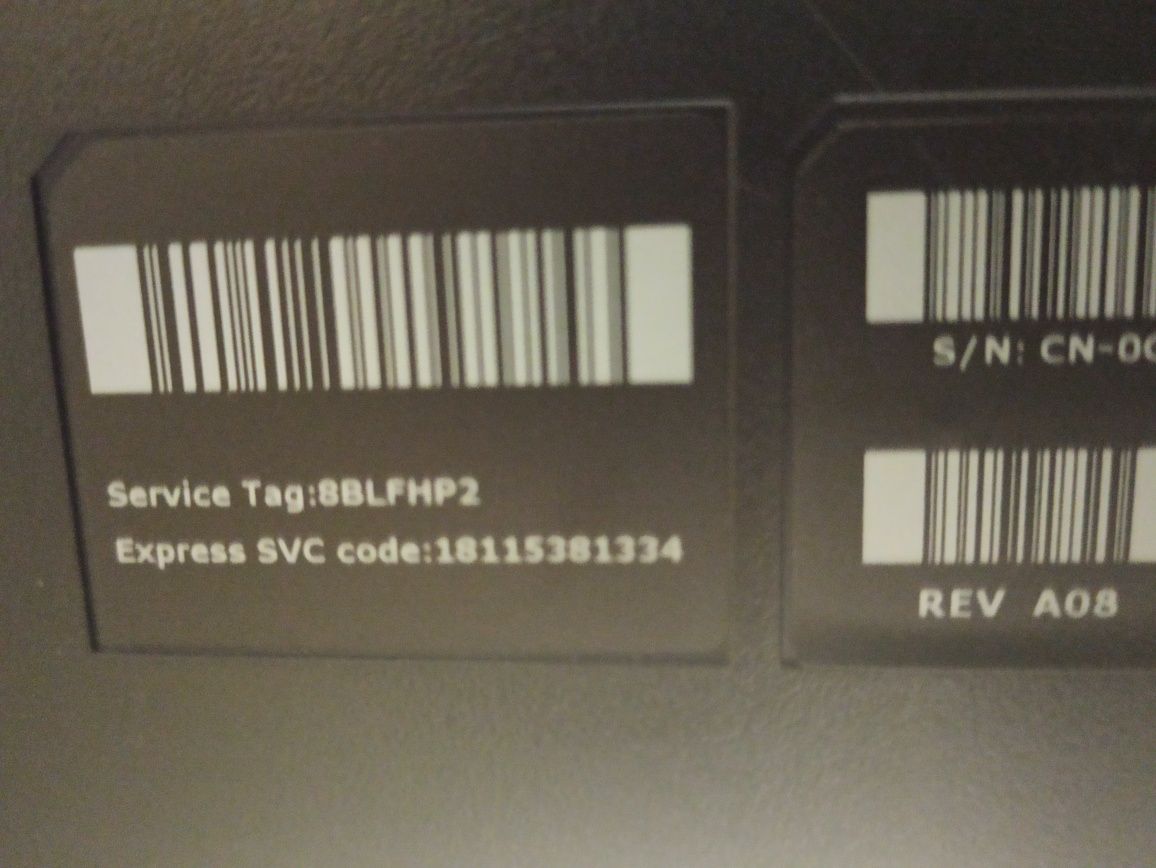 Service Tag:8BLFHP2
Express SVC code:18115381334
S/N: CN-0
REV A08